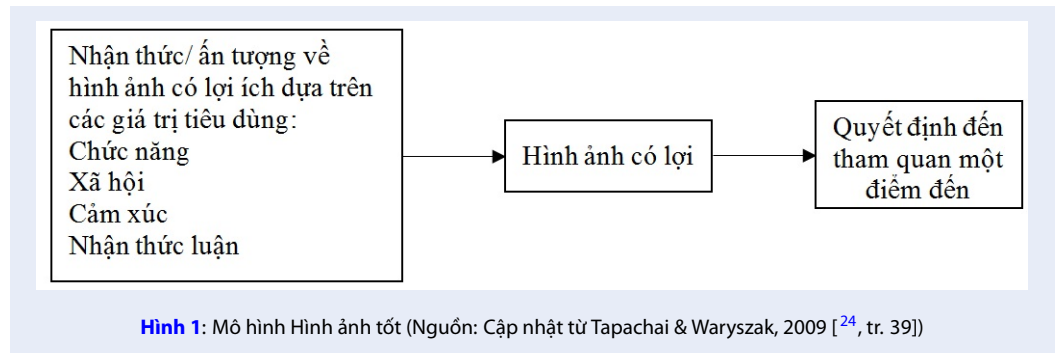 Nhận thức/ ấn tượng về
hình ảnh có lợi ích dựa trên
các giá trị tiêu dùng:
Chức năng
Xã hội
Cảm xúc
Nhận thức luận
Hình ảnh có lợi
Quyết định đến
tham quan một
điểm đến
Hình 1: Mô hình Hình ảnh tốt (Nguồn: Cập nhật từ Tapachai & Waryszak, 2009 [24, tr. 39])